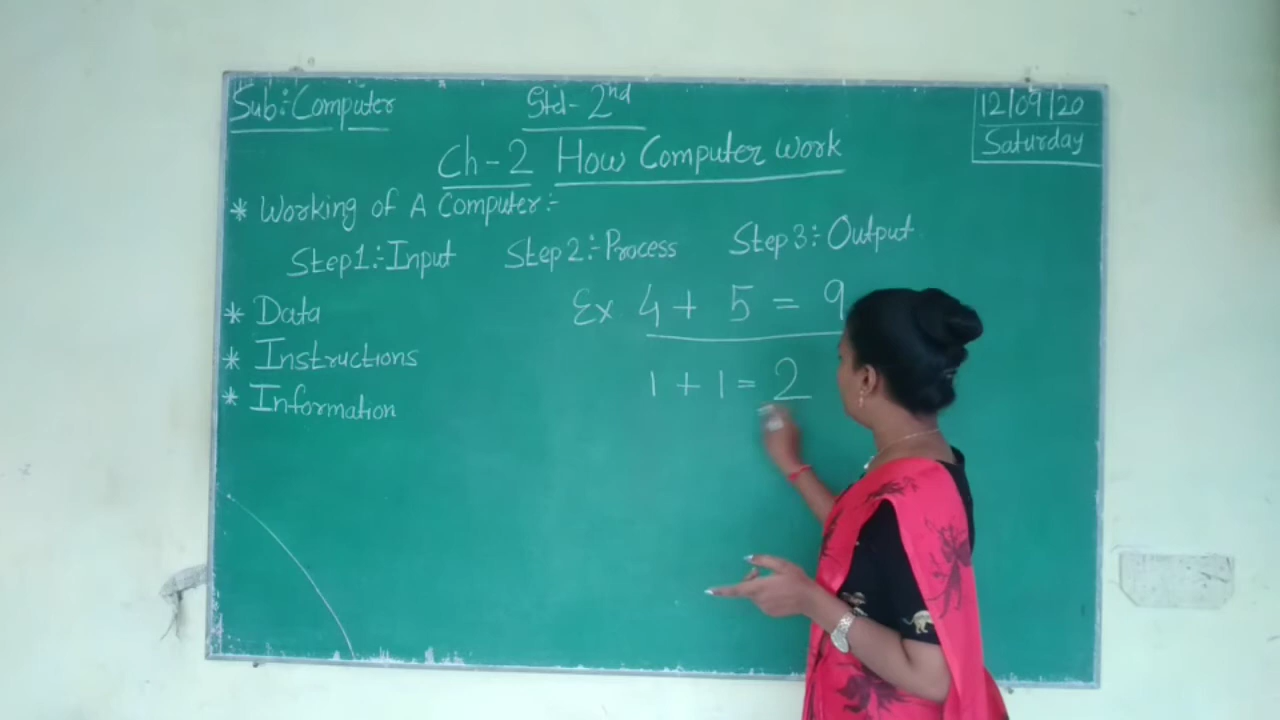 Sub:- Computer Std- 2nd 12/09/20
Saturday
Ch-2 How Computer work
* Working of A Computer:-
Step1:-Input Step2:-Process Step3:-Output
* Data
Ex 4 + 5 = 9
* Instructions
1 + 1 = 2
* Information